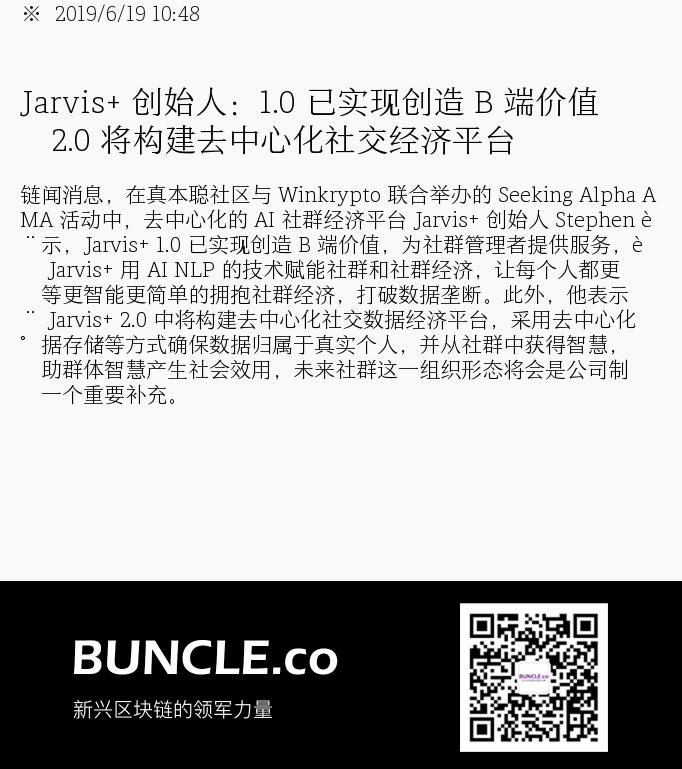 ※ 2019/6/19 10:48
Jarvis+ 创始人：1.0 已实现创造 B 端价值
2.0 将构建去中心化社交经济平台
链闻消息，在真本聪社区与 Winkrypto 联合举办的 Seeking Alpha A
MA 活动中，去中心化的 AI 社群经济平台 Jarvis+ 创始人 Stephen è
¨ 示，Jarvis+ 1.0 已实现创造 B 端价值，为社群管理者提供服务，è
Jarvis+ 用 AI NLP 的技术赋能社群和社群经济，让每个人都更
等更智能更简单的拥抱社群经济，打破数据垄断。此外，他表示
¨ Jarvis+ 2.0 中将构建去中心化社交数据经济平台，采用去中心化
° 据存储等方式确保数据归属于真实个人，并从社群中获得智慧，
助群体智慧产生社会效用，未来社群这一组织形态将会是公司制
一个重要补充。
BUNCLE.co
新兴区块链的领军力量
BUNCLE.co